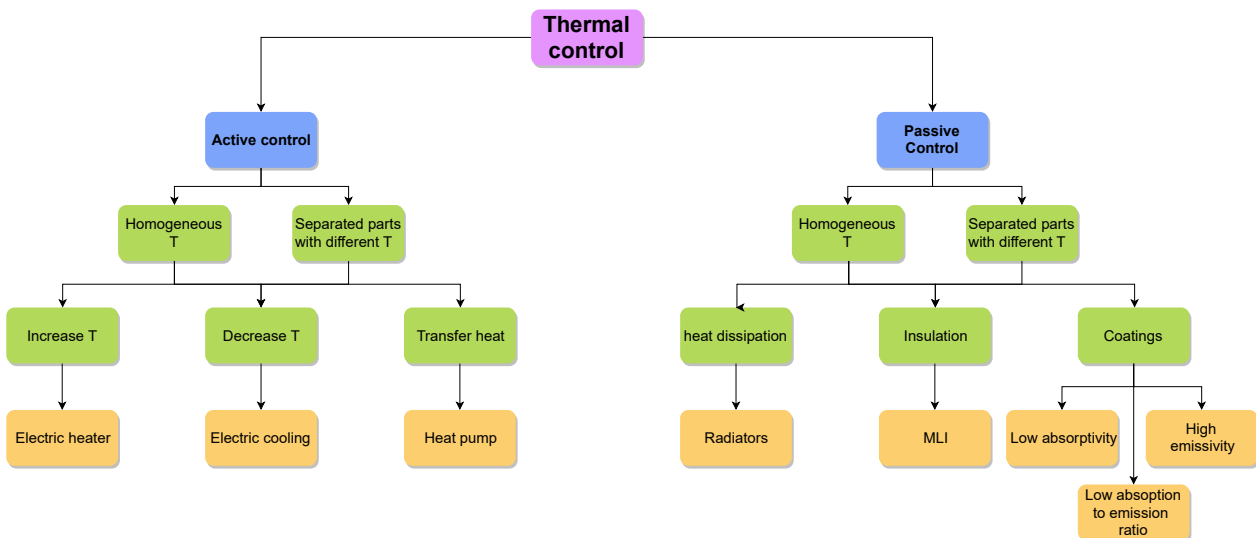 Thermal
control
Active control
Passive
Control
Homogeneous
T
Separated parts
with different T
Homogeneous
T
Separated parts
with different T
Increase T
Decrease T
Transfer heat
heat dissipation
Insulation
Coatings
Electric heater
Electric cooling
Heat pump
Radiators
MLI
Low absorptivity
High
emissivity
Low absoption
to emission
ratio